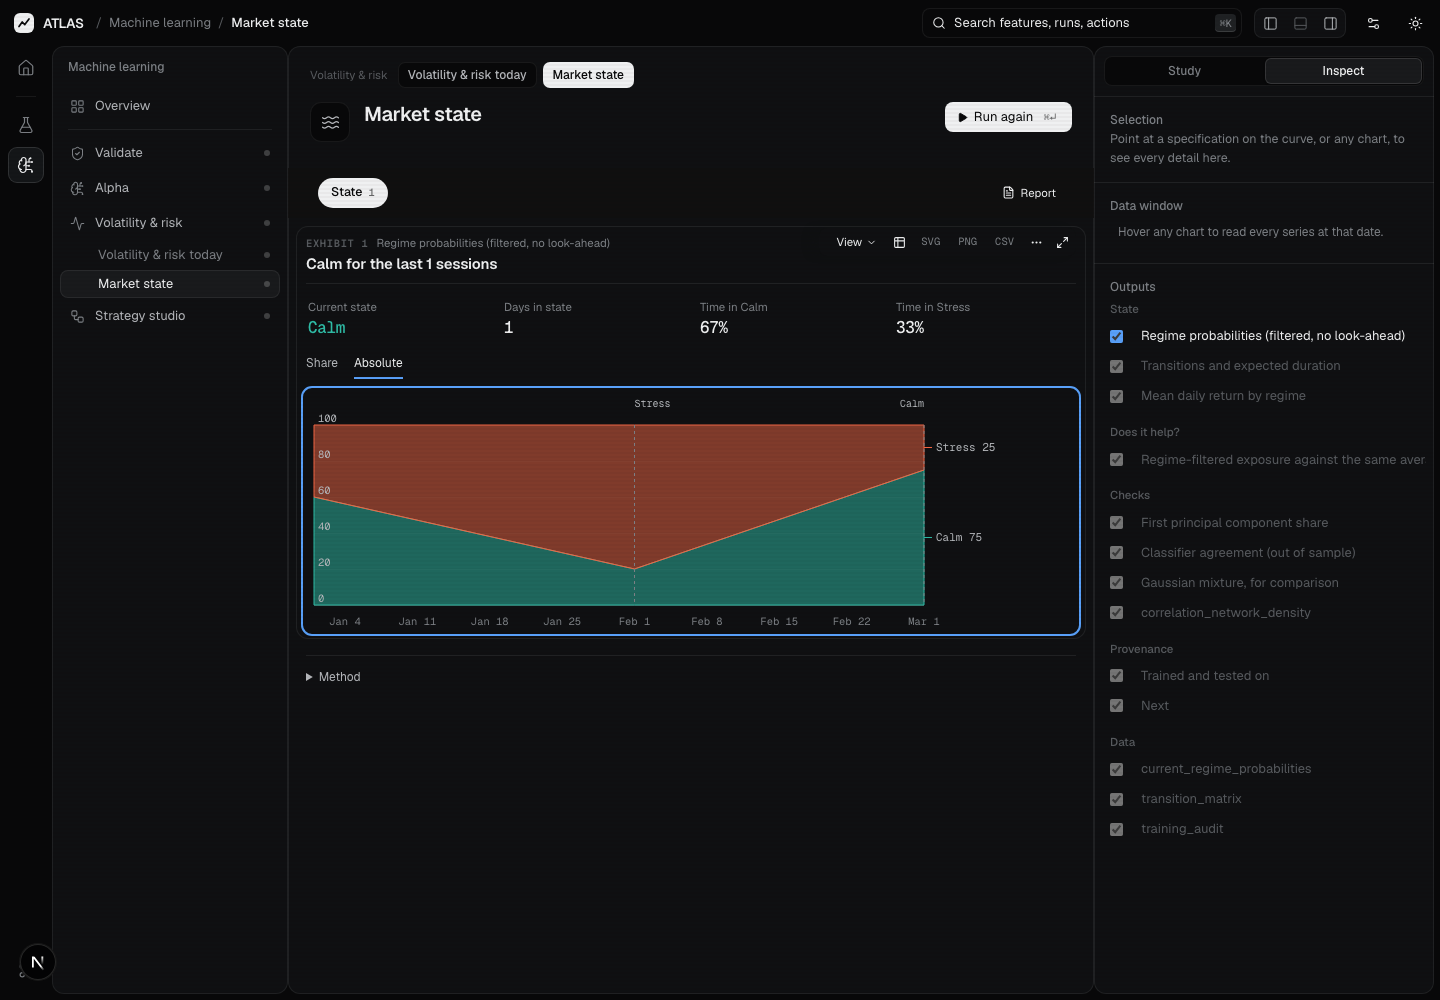 ATLAS / Machine learning / Market state
Search features, runs, actions ⌘K
Machine learning
Overview
Validate
Alpha
Volatility & risk
Volatility & risk today
Market state
Strategy studio
N
Volatility & risk Volatility & risk today Market state
Market state
Run again ⌘↵
State 1
Report
EXHIBIT 1 Regime probabilities (filtered, no look-ahead)
View SVG PNG CSV
Calm for the last 1 sessions
Current state Days in state Time in Calm Time in Stress
Calm 1 67% 33%
Share Absolute
Stress Calm
100
80
60
40
20
0
Stress 25
Calm 75
Jan 4 Jan 11 Jan 18 Jan 25 Feb 1 Feb 8 Feb 15 Feb 22 Mar 1
Method
Study Inspect
Selection
Point at a specification on the curve, or any chart, to
see every detail here.
Data window
Hover any chart to read every series at that date.
Outputs
State
Regime probabilities (filtered, no look-ahead)
Transitions and expected duration
Mean daily return by regime
Does it help?
Regime-filtered exposure against the same aver
Checks
First principal component share
Classifier agreement (out of sample)
Gaussian mixture, for comparison
correlation_network_density
Provenance
Trained and tested on
Next
Data
current_regime_probabilities
transition_matrix
training_audit